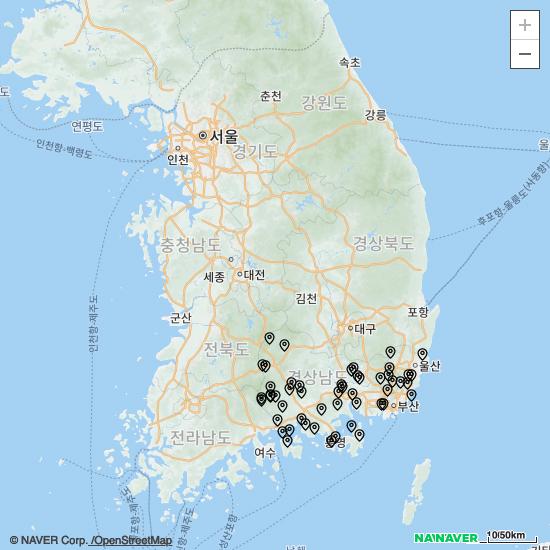 +
−
속초
도
춘천
강원도
강릉
연평도
서울
인천항-백령도
인천
경기도
울
후포항-울릉도(사동항)
충청남도
경상북도
세종
대전
김천
인천항-제주도
군산
포항
대구
전북도
울산
경상남도
부산
전라남도
통영
여수
NAVER
10/50km
© NAVER Corp. /OpenStreetMap